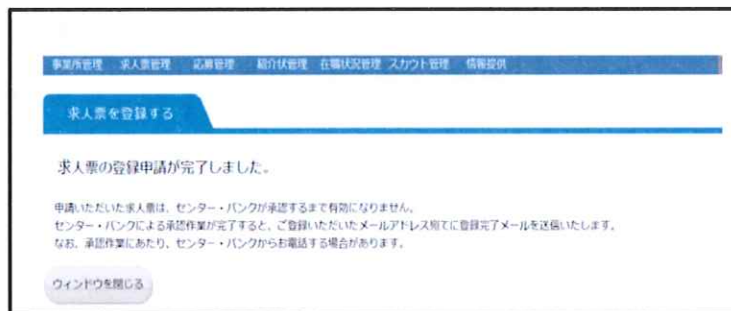 事業所管理 求人票管理 応募管理 紹介状管理 在職状況管理 スカウト管理 情報提供
求人票を登録する
求人票の登録申請が完了しました。
申請いただいた求人票は、センター・バンクが承認するまで有効になりません。
センター・バンクによる承認作業が完了すると、ご登録いただいたメールアドレス宛てに登録完了メールを送信いたします。
なお、承認作業にあたり、センター・バンクからお電話する場合があります。
ウィンドウを閉じる